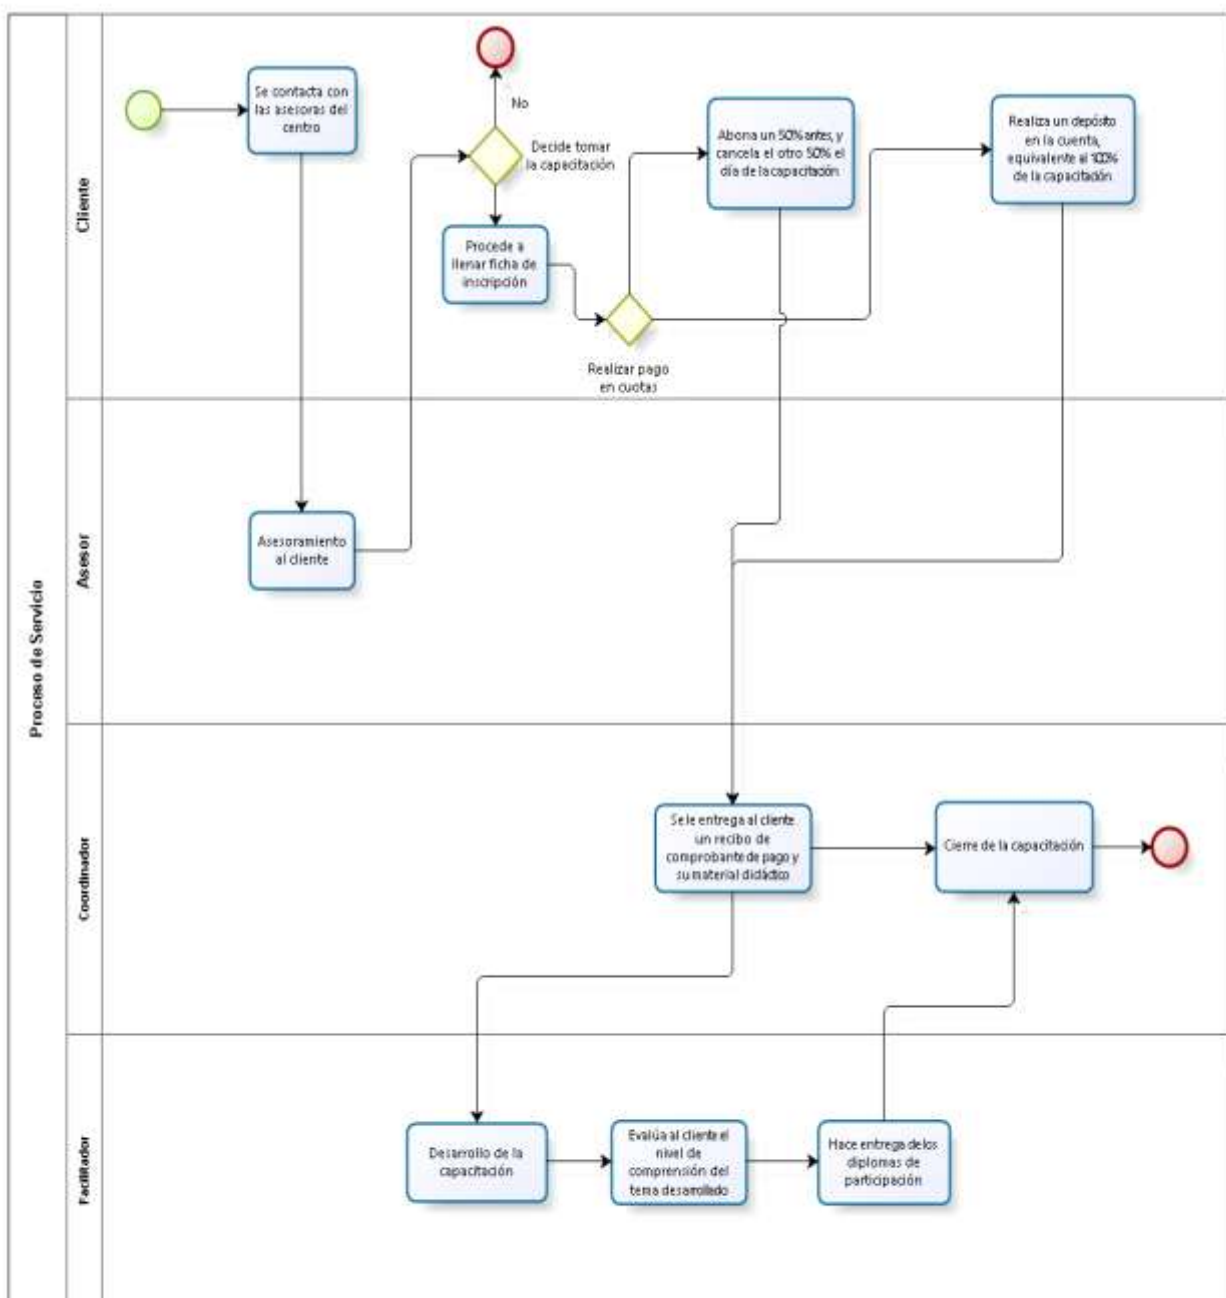 Proceso de Servicio
Cliente
Se contacta con
las asesoras del
centro
No
Decide tomar
la capacitación
Procede a
llenar ficha de
inscripción
Realizar pago
en cuotas
Abona un 50% antes, y
cancela el otro 50% el
día de la capacitación
Realiza un depósito
en la cuenta,
equivalente al 100%
de la capacitación
Asesor
Asesoramiento
al cliente
Coordinador
Se le entrega al cliente
un recibo de
comprobante de pago y
su material didáctico
Cierre de la capacitación
Facilitador
Desarrollo de la
capacitación
Evalúa al cliente el
nivel de
comprensión del
tema desarrollado
Hace entrega de los
diplomas de
participación